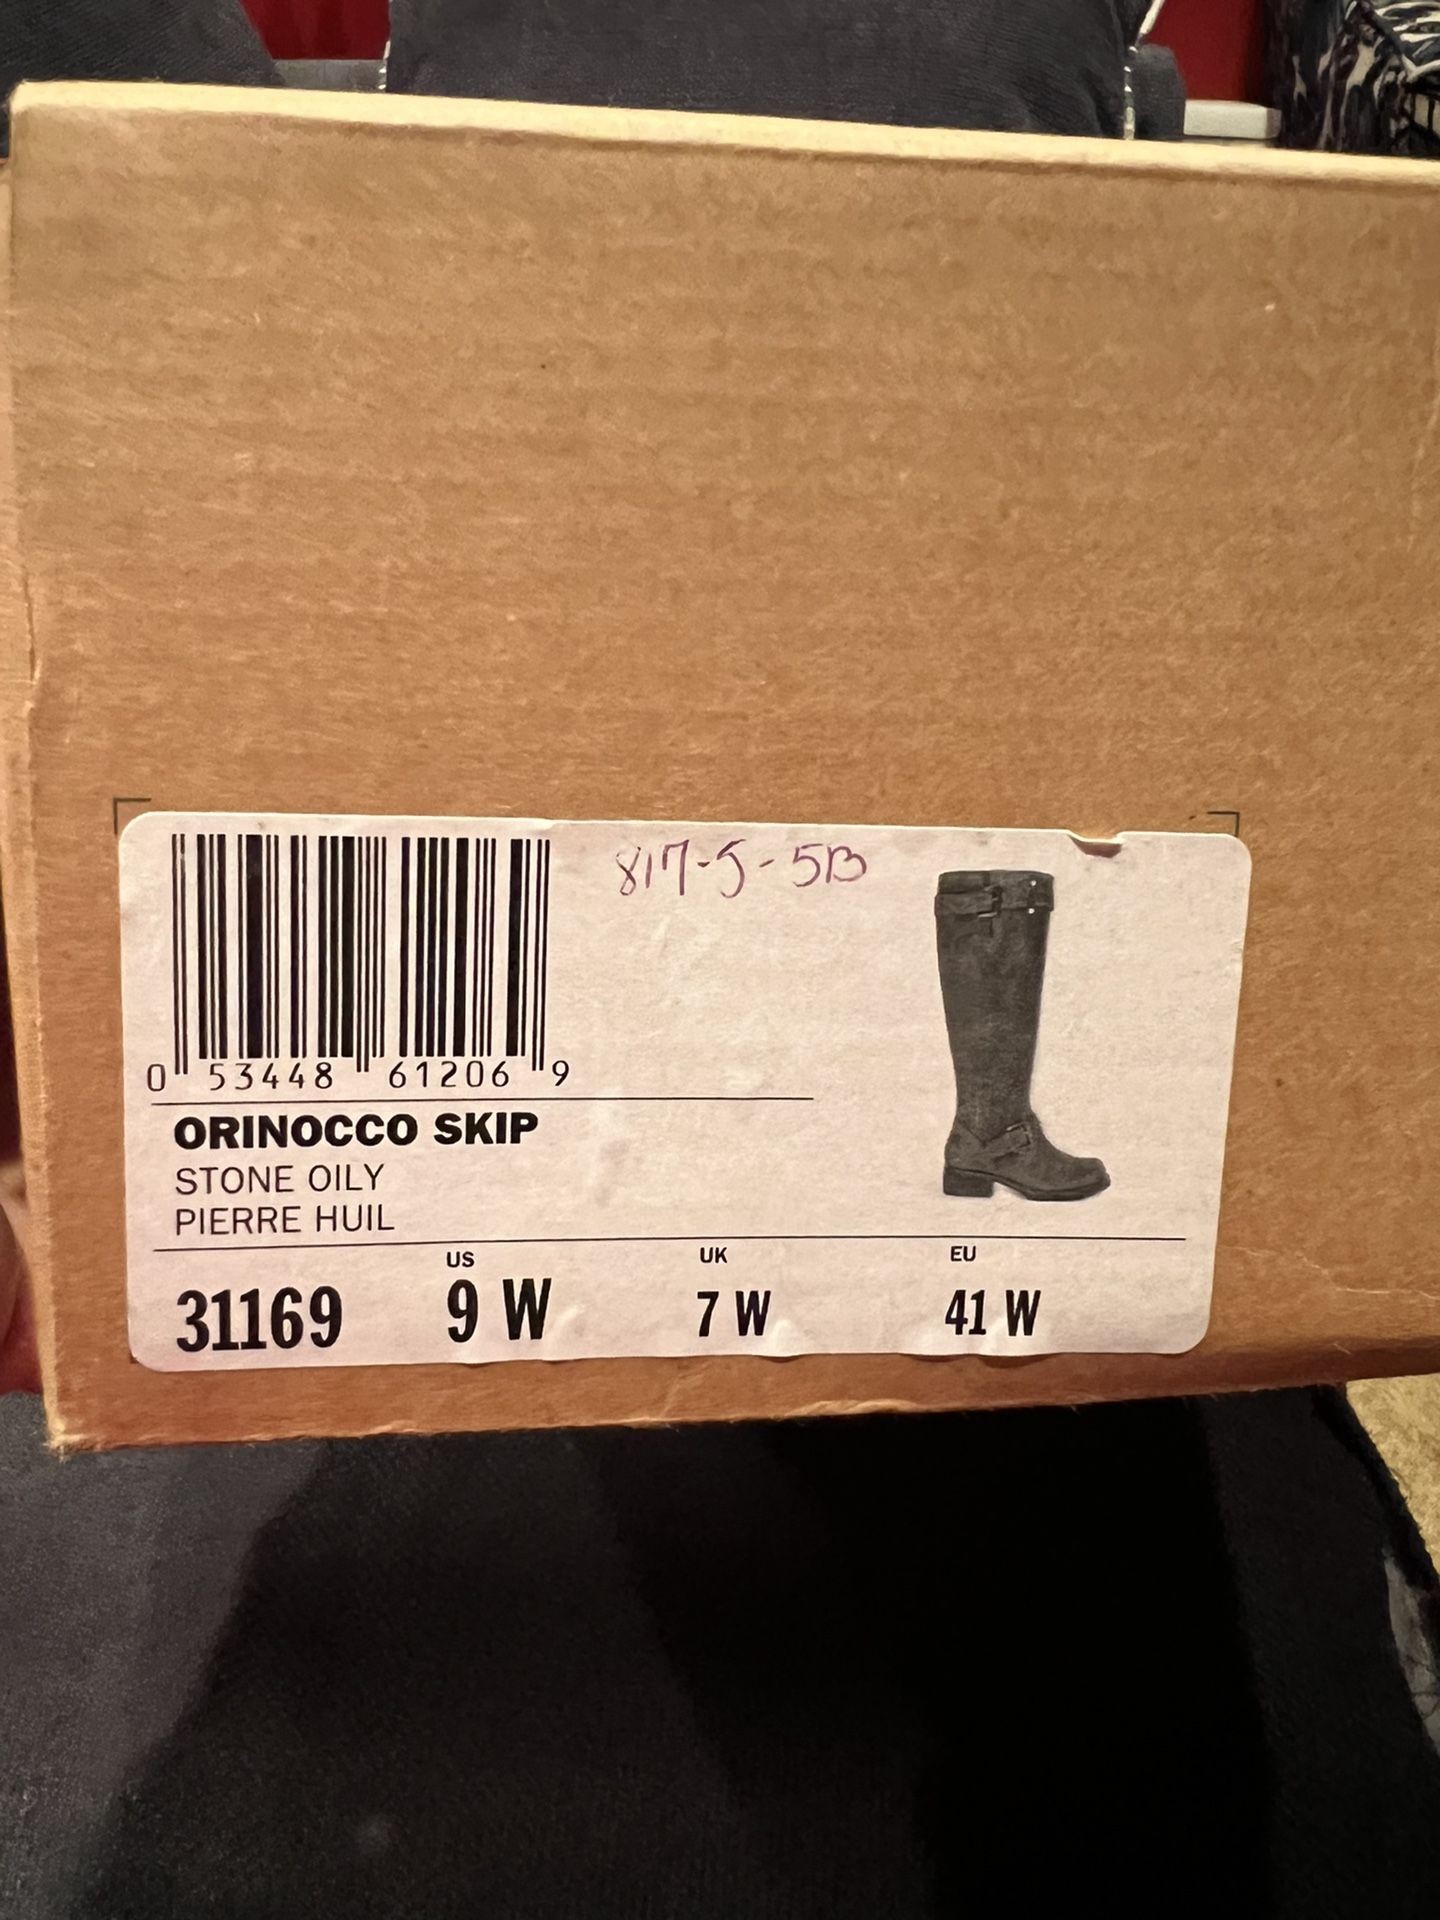 817-5-5B
0 53448 61206 9
ORINOCCO SKIP
STONE OILY
PIERRE HUIL
US UK EU
31169 9 W 7 W 41 W